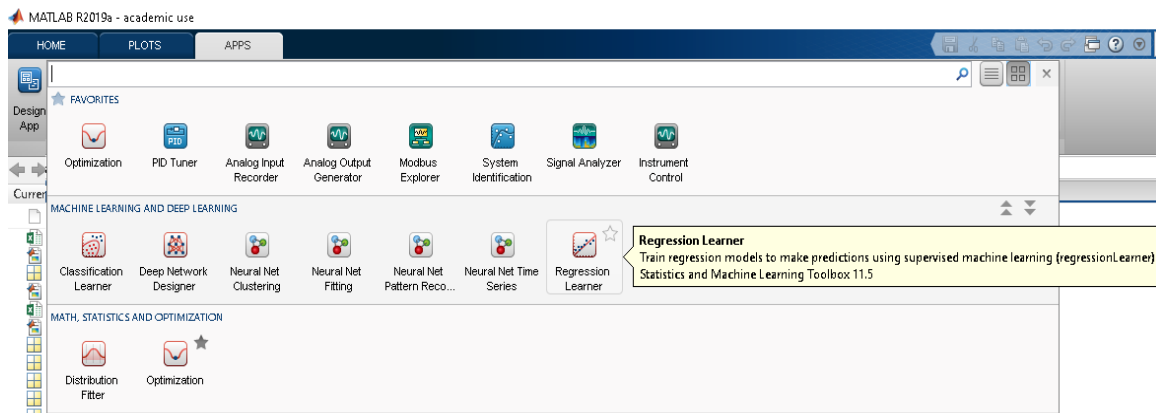 MATLAB R2019a - academic use
HOME PLOTS APPS
Design
App
FAVORITES
Optimization
PID Tuner
Analog Input
Recorder
Analog Output
Generator
Modbus
Explorer
System
Identification
Signal Analyzer
Instrument
Control
Curren
MACHINE LEARNING AND DEEP LEARNING
Classification
Learner
Deep Network
Designer
Neural Net
Clustering
Neural Net
Fitting
Neural Net
Pattern Reco...
Neural Net Time
Series
Regression
Learner
Regression Learner
Train regression models to make predictions using supervised machine learning (regressionLearner)
Statistics and Machine Learning Toolbox 11.5
MATH, STATISTICS AND OPTIMIZATION
Distribution
Fitter
Optimization